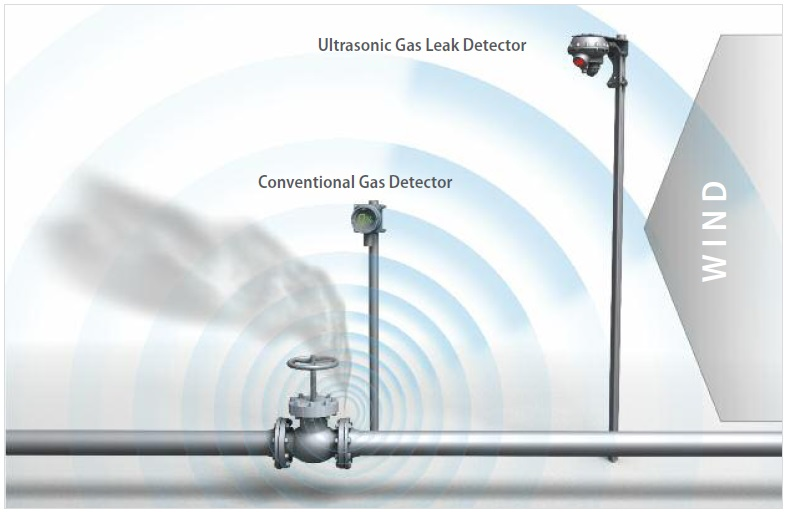 Ultrasonic Gas Leak Detector
Conventional Gas Detector
WIND